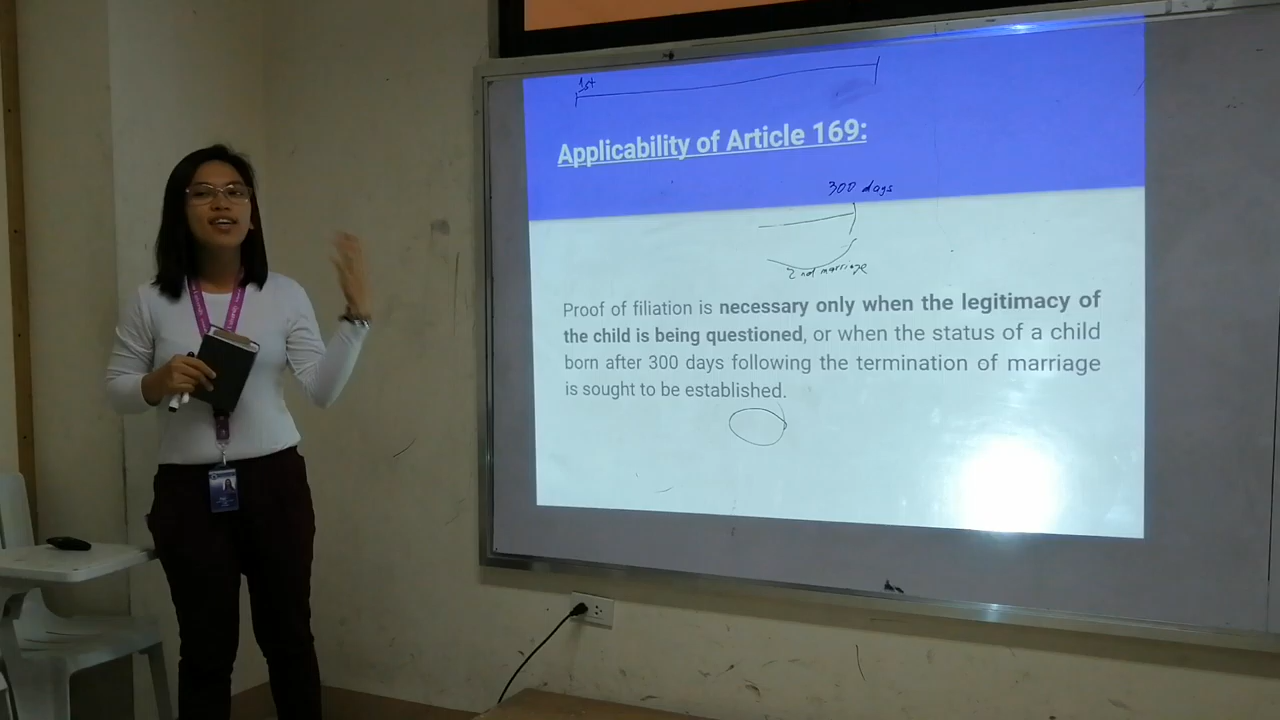 1st
Applicability of Article 169:
300 days
2nd marriage
Proof of filiation is necessary only when the legitimacy of
the child is being questioned, or when the status of a child
born after 300 days following the termination of marriage
is sought to be established.